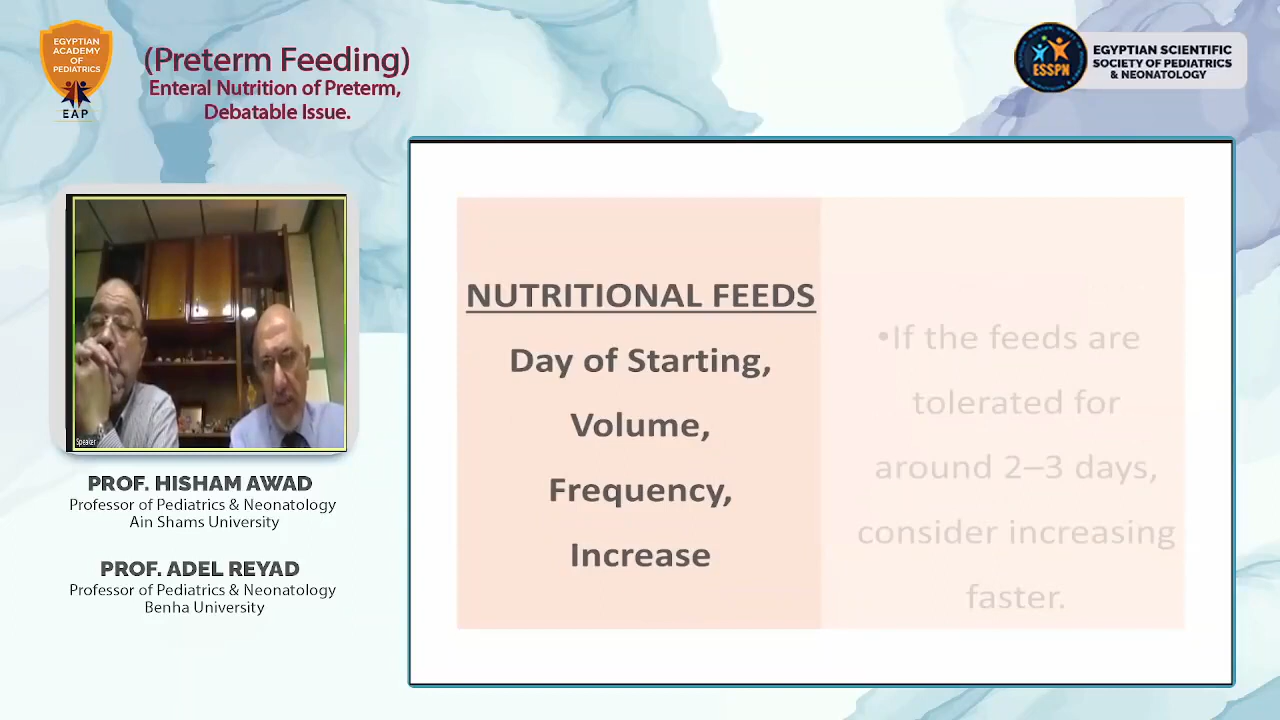 EGYPTIAN
ACADEMY
OF
PEDIATRICS
EAP
(Preterm Feeding)
Enteral Nutrition of Preterm,
Debatable Issue.
ESSPN
EGYPTIAN SCIENTIFIC
SOCIETY OF PEDIATRICS
& NEONATOLOGY
Speaker
PROF. HISHAM AWAD
Professor of Pediatrics & Neonatology
Ain Shams University
PROF. ADEL REYAD
Professor of Pediatrics & Neonatology
Benha University
NUTRITIONAL FEEDS
Day of Starting,
Volume,
Frequency,
Increase
•If the feeds are
tolerated for
around 2–3 days,
consider increasing
faster.